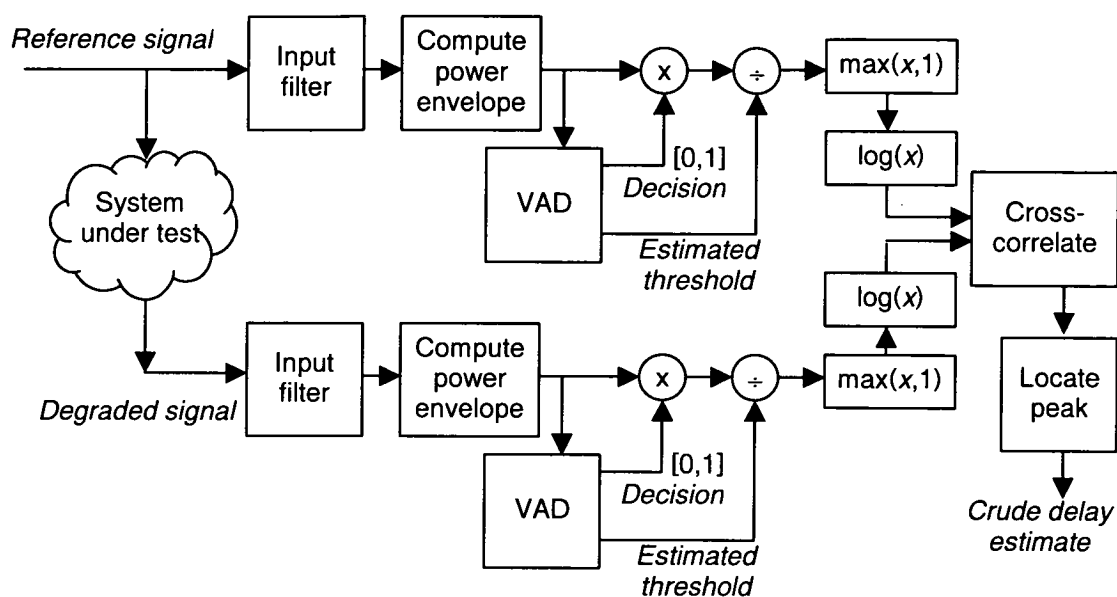 Reference signal
Input
filter
Compute
power
envelope
x
÷
max(x,1)
log(x)
VAD
[0,1]
Decision
Estimated
threshold
System
under test
Cross-
correlate
log(x)
Degraded signal
Input
filter
Compute
power
envelope
x
÷
max(x,1)
Locate
peak
VAD
[0,1]
Decision
Estimated
threshold
Crude delay
estimate